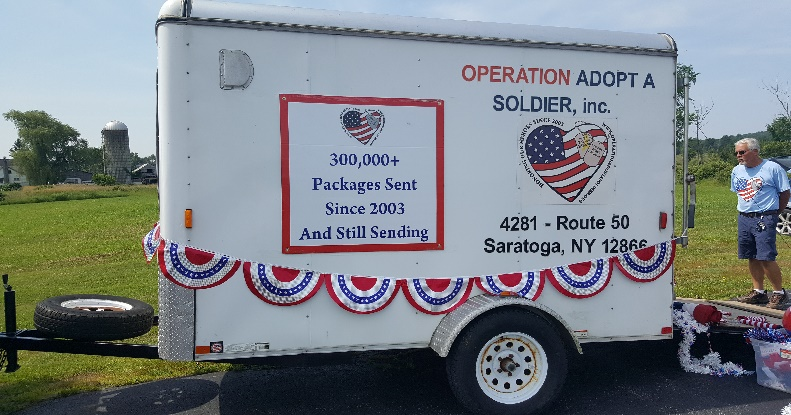 300,000+
Packages Sent
Since 2003
And Still Sending
OPERATION ADOPT A
SOLDIER, inc.
4281 - Route 50
Saratoga, NY 12866